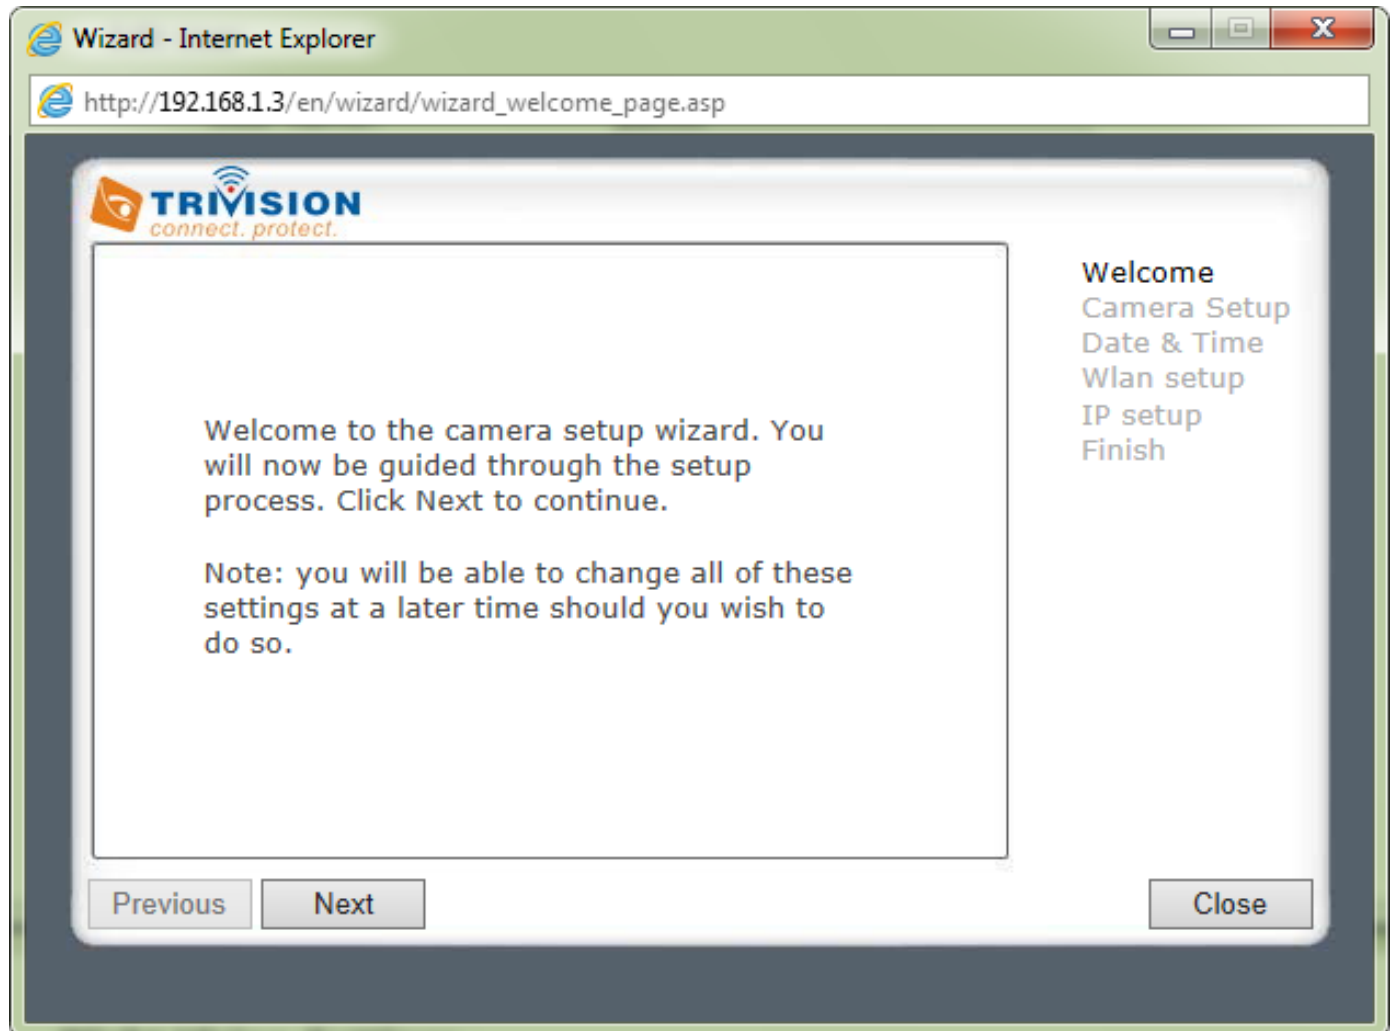 Wizard - Internet Explorer
http://192.168.1.3/en/wizard/wizard_welcome_page.asp
TRIVISION
connect. protect.
Welcome to the camera setup wizard. You
will now be guided through the setup
process. Click Next to continue.
Note: you will be able to change all of these
settings at a later time should you wish to
do so.
Welcome
Camera Setup
Date & Time
Wlan setup
IP setup
Finish
Previous
Next
Close